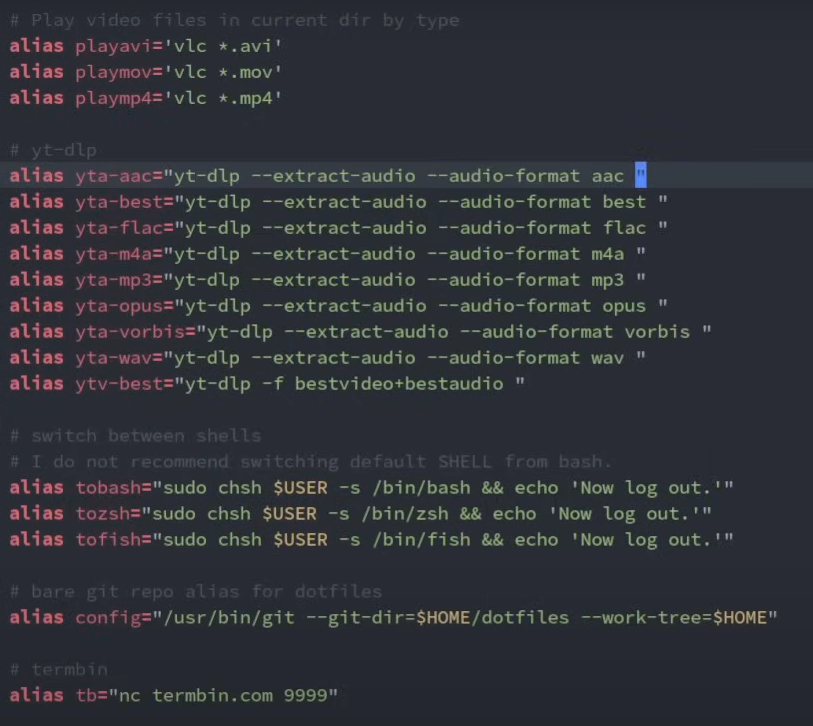 # Play video files in current dir by type
alias playavi='vlc *.avi'
alias playmov='vlc *.mov'
alias playmp4='vlc *.mp4'
# yt-dlp
alias yta-aac="yt-dlp --extract-audio --audio-format aac "
alias yta-best="yt-dlp --extract-audio --audio-format best "
alias yta-flac="yt-dlp --extract-audio --audio-format flac "
alias yta-m4a="yt-dlp --extract-audio --audio-format m4a "
alias yta-mp3="yt-dlp --extract-audio --audio-format mp3 "
alias yta-opus="yt-dlp --extract-audio --audio-format opus "
alias yta-vorbis="yt-dlp --extract-audio --audio-format vorbis "
alias yta-wav="yt-dlp --extract-audio --audio-format wav "
alias ytv-best="yt-dlp -f bestvideo+bestaudio "
# switch between shells
# I do not recommend switching default SHELL from bash.
alias tobash="sudo chsh $USER -s /bin/bash && echo 'Now log out.'"
alias tozsh="sudo chsh $USER -s /bin/zsh && echo 'Now log out.'"
alias tofish="sudo chsh $USER -s /bin/fish && echo 'Now log out.'"
# bare git repo alias for dotfiles
alias config="/usr/bin/git --git-dir=$HOME/dotfiles --work-tree=$HOME"
# termbin
alias tb="nc termbin.com 9999"